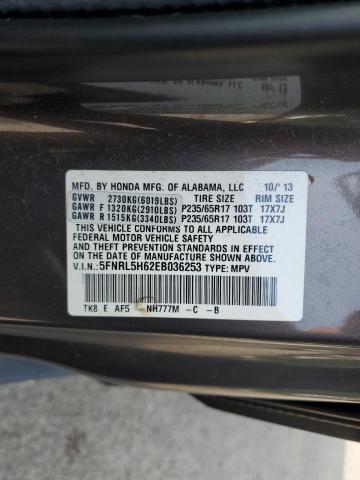 MFD. BY HONDA MFG. OF ALABAMA, LLC 10/'13
GVWR 2730KG(6019LBS) TIRE SIZE RIM SIZE
GAWR F 1320KG(2910LBS) P235/65R17 103T 17X7J
GAWR R 1515KG(3340LBS) P235/65R17 103T 17X7J
THIS VEHICLE CONFORMS TO ALL APPLICABLE
FEDERAL MOTOR VEHICLE SAFETY AND
THEFT PREVENTION STANDARDS IN EFFECT
ON THE DATE OF MANUFACTURE SHOWN ABOVE.
V.I.N.: 5FNRL5H62EB036253 TYPE: MPV
TK8 E AF5 -NH777M -C -B